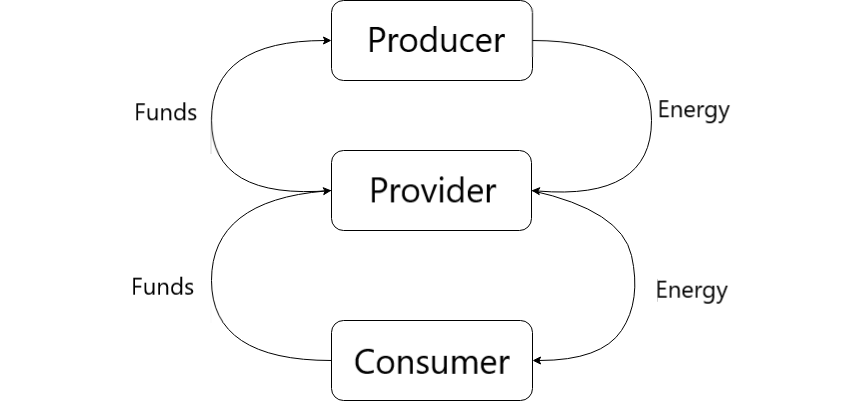 Producer
Funds
Energy
Provider
Funds
Energy
Consumer